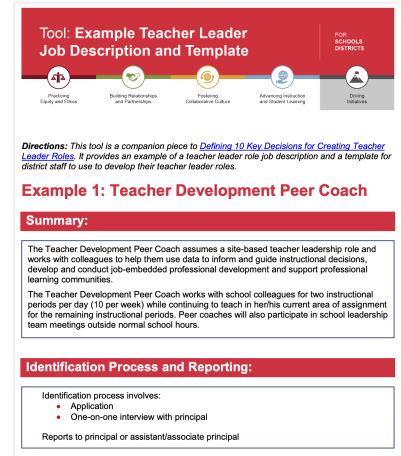 Tool: Example Teacher Leader
Job Description and Template
FOR
SCHOOLS
DISTRICTS
Practicing
Equity and Ethics
Building Relationships
and Partnerships
Fostering
Collaborative Culture
Advancing Instruction
and Student Learning
Driving
Initiatives
Directions: This tool is a companion piece to Defining 10 Key Decisions for Creating Teacher
Leader Roles. It provides an example of a teacher leader role job description and a template for
district staff to use to develop their teacher leader roles.
Example 1: Teacher Development Peer Coach
Summary:
The Teacher Development Peer Coach assumes a site-based teacher leadership role and
works with colleagues to help them use data to inform and guide instructional decisions,
develop and conduct job-embedded professional development and support professional
learning communities.
The Teacher Development Peer Coach works with school colleagues for two instructional
periods per day (10 per week) while continuing to teach in her/his current area of assignment
for the remaining instructional periods. Peer coaches will also participate in school leadership
team meetings outside normal school hours.
Identification Process and Reporting:
Identification process involves:
• Application
• One-on-one interview with principal
Reports to principal or assistant/associate principal